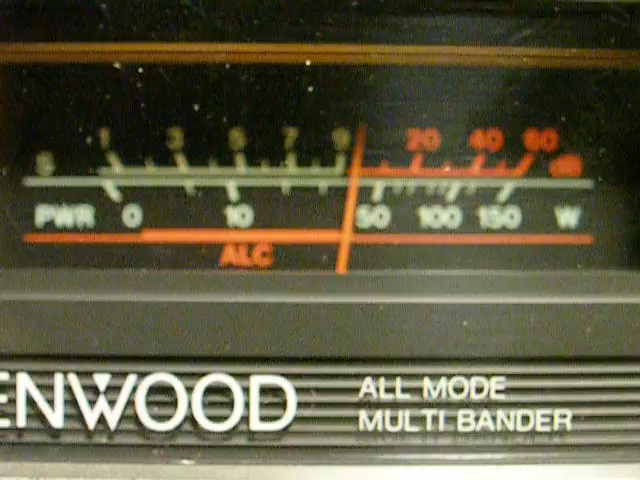 1 3 5 7 9 20 40 60
S dB
PWR 0 10 50 100 150 W
ALC
ENWOOD
ALL MODE
MULTI BANDER